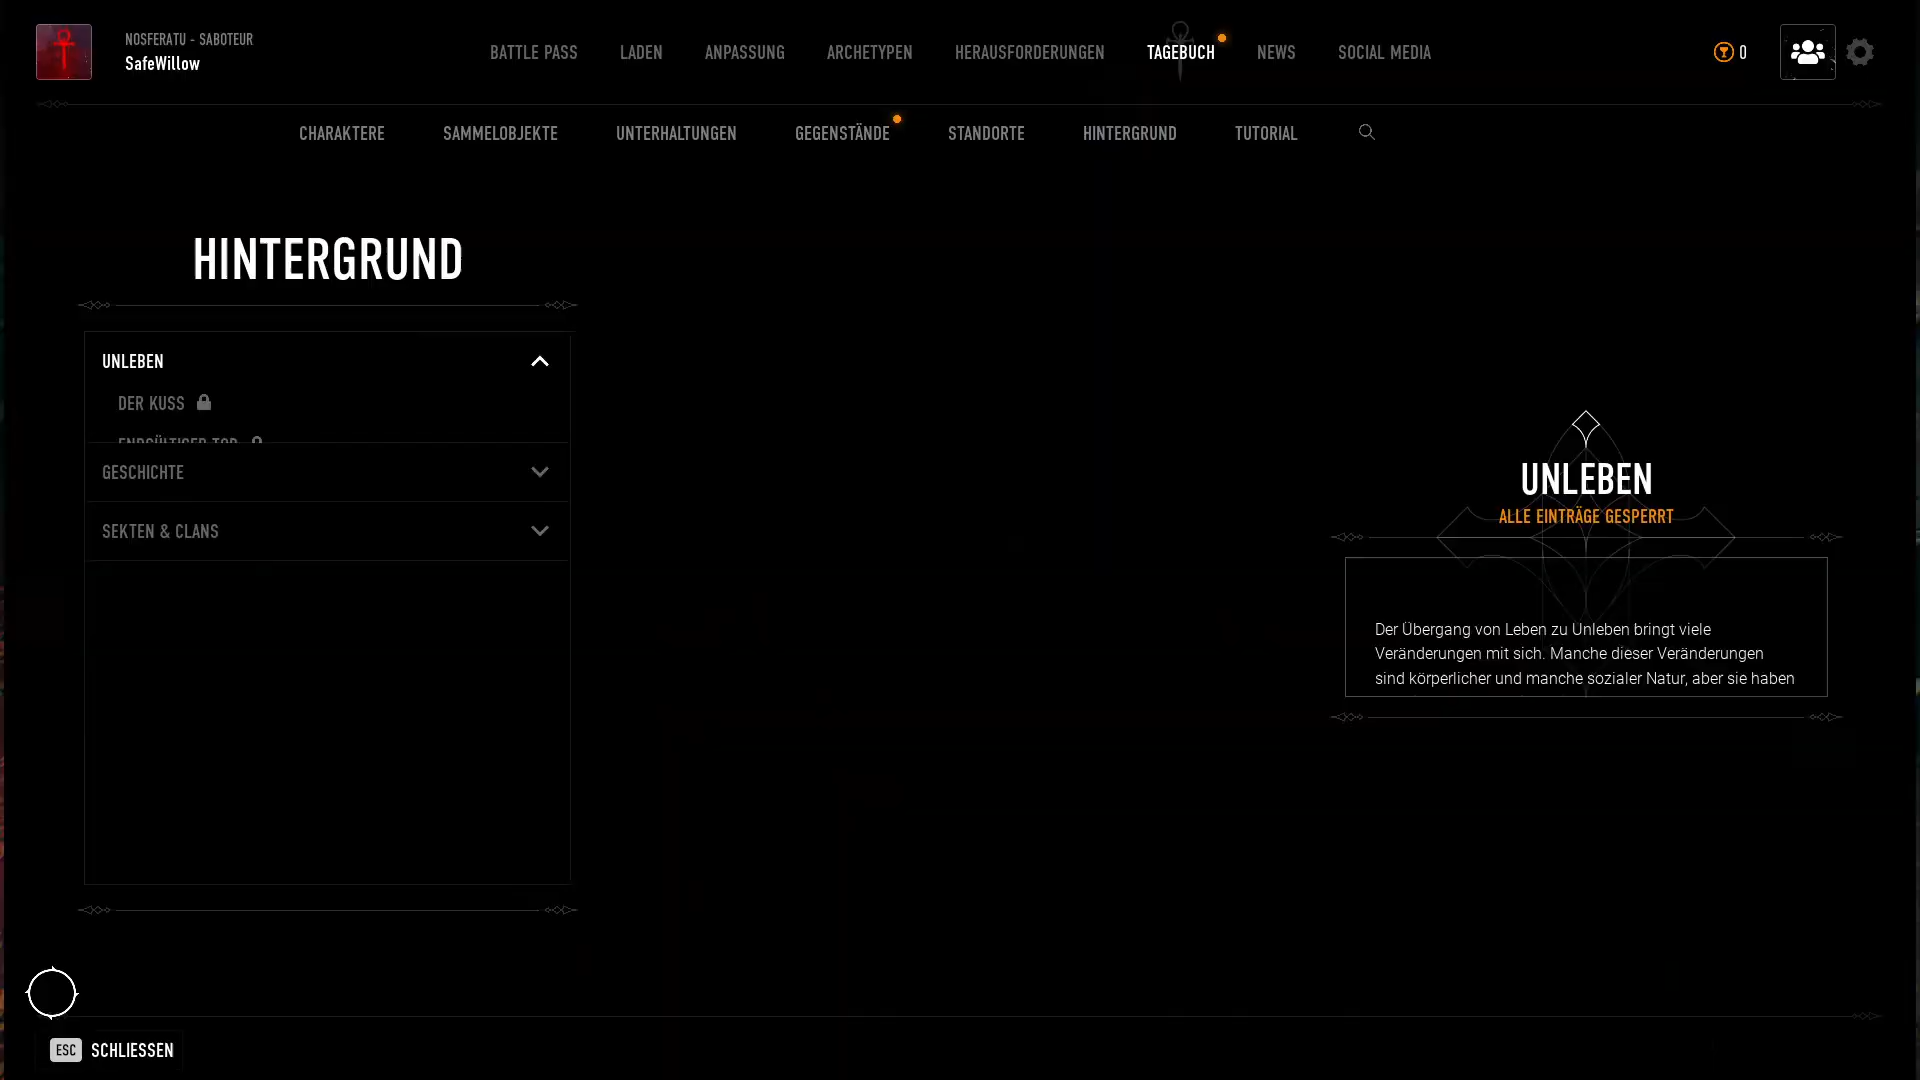 NOSFERATU - SABOTEUR
SafeWillow
BATTLE PASS
LADEN
ANPASSUNG
ARCHETYPEN
HERAUSFORDERUNGEN
TAGEBUCH
NEWS
SOCIAL MEDIA
0
CHARAKTERE
SAMMELOBJEKTE
UNTERHALTUNGEN
GEGENSTÄNDE
STANDORTE
HINTERGRUND
TUTORIAL
HINTERGRUND
UNLEBEN
DER KUSS
ENDGÜLTIGER TOD
GESCHICHTE
SEKTEN & CLANS
UNLEBEN
ALLE EINTRÄGE GESPERRT
Der Übergang von Leben zu Unleben bringt viele
Veränderungen mit sich. Manche dieser Veränderungen
sind körperlicher und manche sozialer Natur, aber sie haben
ESC SCHLIESSEN